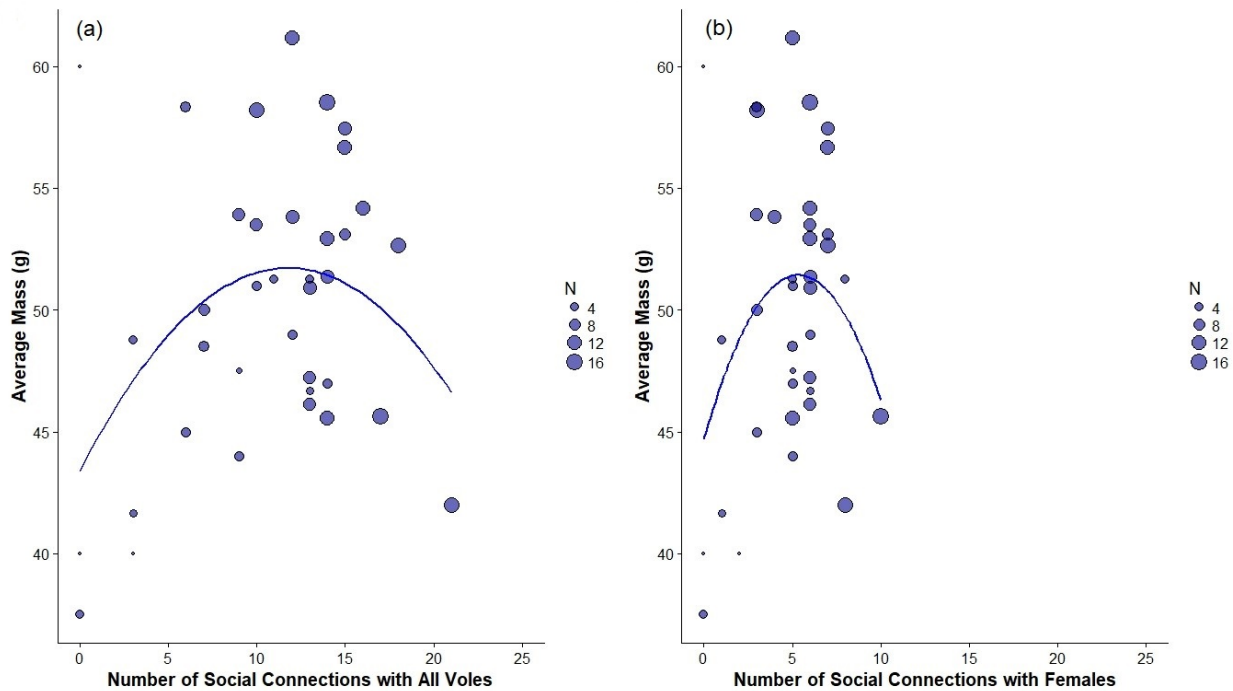 (a)
60
55
50
45
40
Average Mass (g)
0 5 10 15 20 25
Number of Social Connections with All Voles
N
4
8
12
16
(b)
60
55
50
45
40
Average Mass (g)
0 5 10 15 20 25
Number of Social Connections with Females
N
4
8
12
16